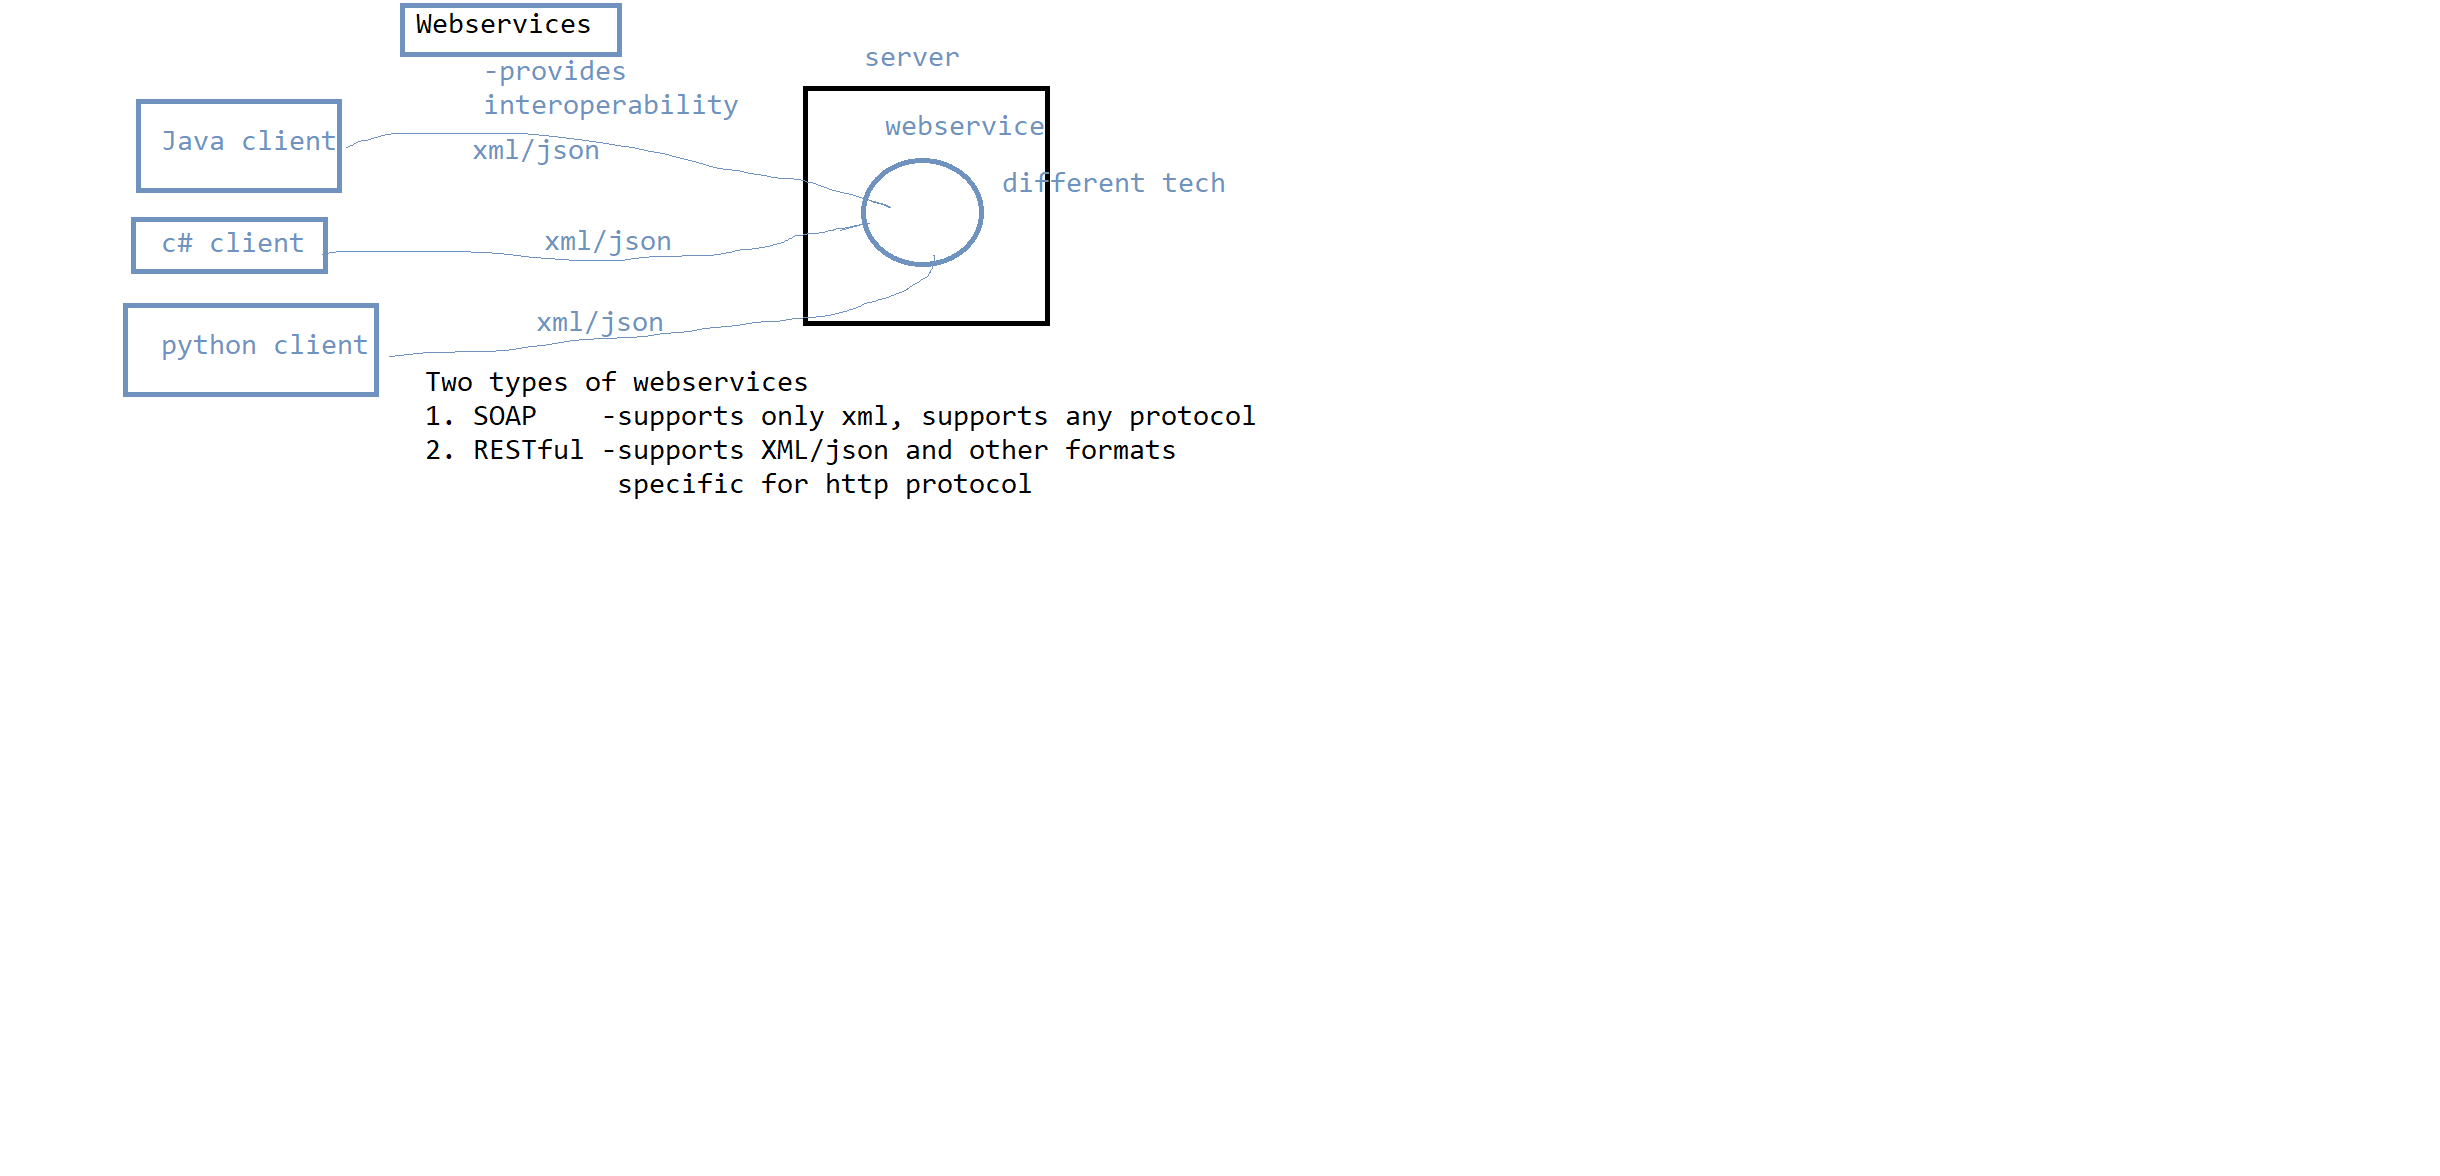 Webservices
-provides
interoperability
server
webservice
different tech
Java client
xml/json
c# client
xml/json
python client
xml/json
Two types of webservices
1. SOAP    -supports only xml, supports any protocol
2. RESTful -supports XML/json and other formats
specific for http protocol